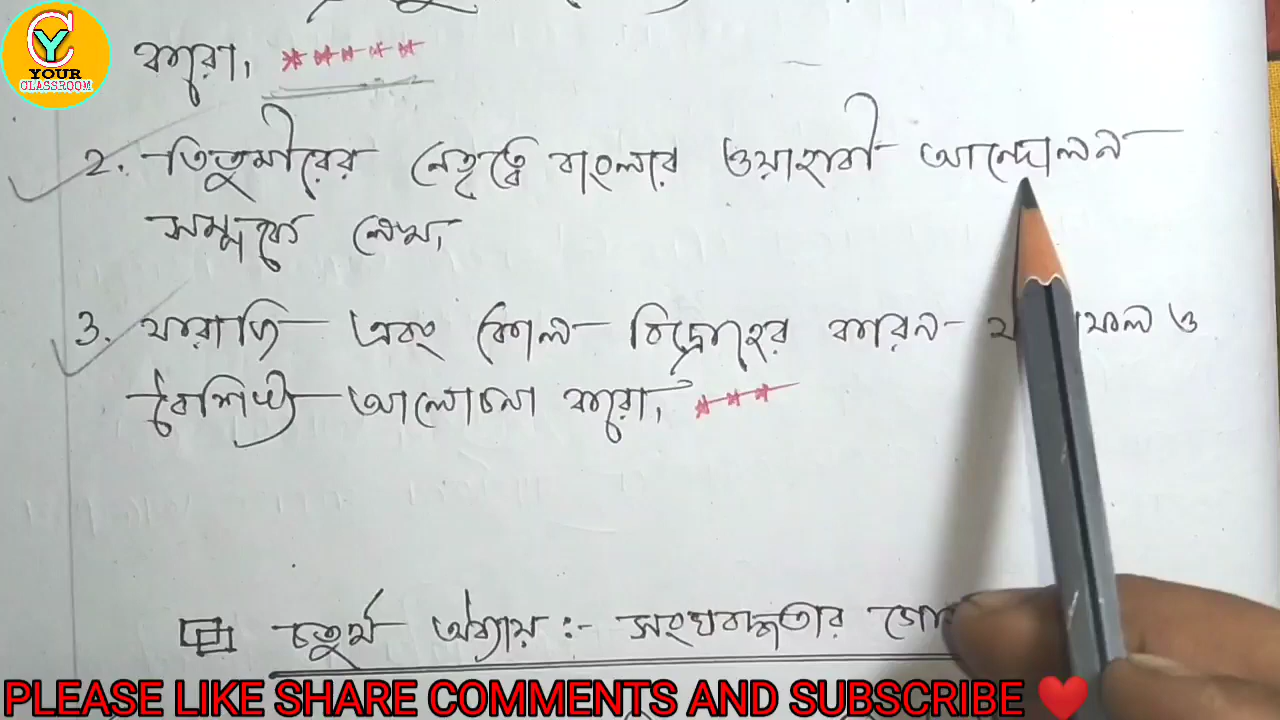 YOUR
CLASSROOM
করো।
2. তিতুমীরের নেতৃত্বে বাংলার ওয়াহাবী আন্দোলন
সম্পর্কে লেখ।
3. ফরাজি এবং কোল বিদ্রোহের কারন ও
বৈশিষ্ট্য আলোচনা করো।
চতুর্থ অধ্যায় :- সংঘবদ্ধতার
PLEASE LIKE SHARE COMMENTS AND SUBSCRIBE